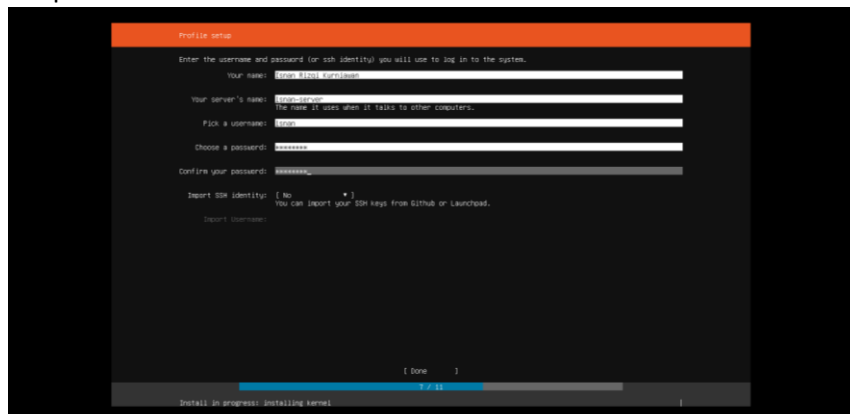 Profile setup
Enter the username and password (or ssh identity) you will use to log in to the system.
Your name: Isnan Rizqi Kurniawan
Your server's name: isnan-server
The name it uses when it talks to other computers.
Pick a username: isnan
Choose a password: ********
Confirm your password: ********_
Import SSH identity: [ No ▾ ]
You can import your SSH keys from Github or Launchpad.
Import Username:
[ Done ]
7 / 11
Install in progress: installing kernel |